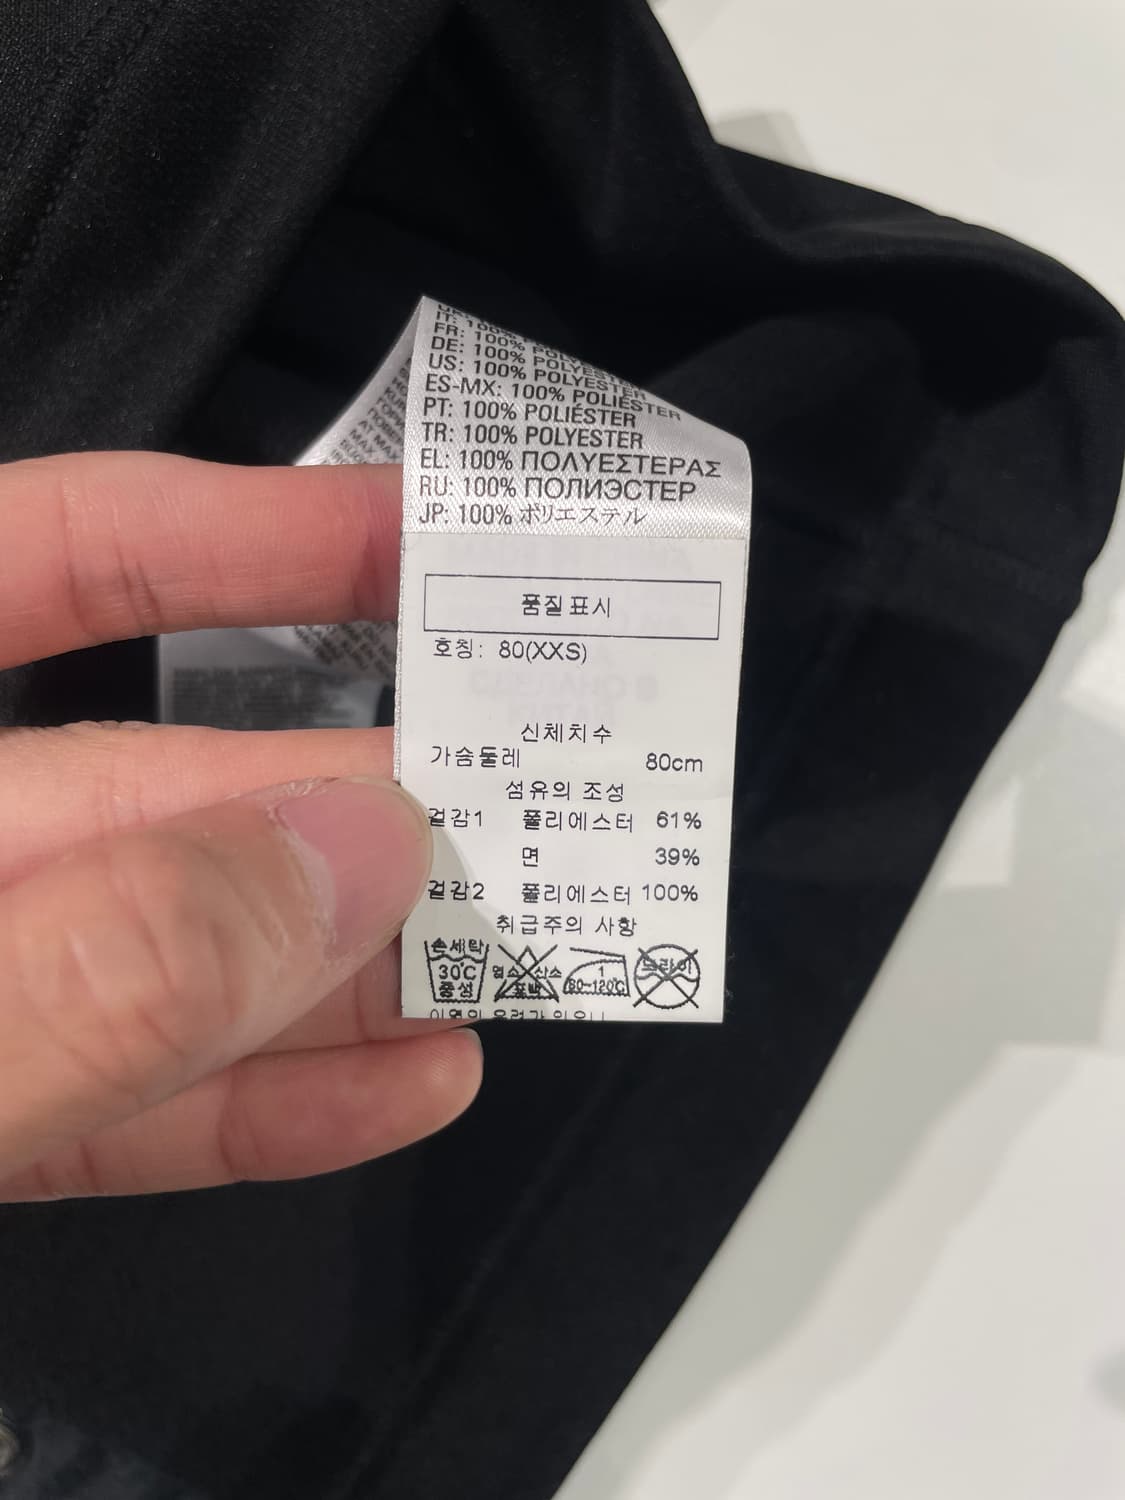 IT: 100%
FR: 100% POLY
DE: 100% POLYESTER
US: 100% POLYESTER
ES-MX: 100% POLIÉSTER
PT: 100% POLIÉSTER
TR: 100% POLYESTER
EL: 100% ΠΟΛΥΕΣΤΕΡΑΣ
RU: 100% ПОЛИЭСТЕР
JP: 100% ポリエステル
품질표시
호칭: 80(XXS)
신체치수
가슴둘레 80cm
섬유의 조성
겉감1 폴리에스터 61%
면 39%
겉감2 폴리에스터 100%
취급주의 사항
손세탁 30℃ 중성
염소 산소 표백
1 80~120℃
드라이